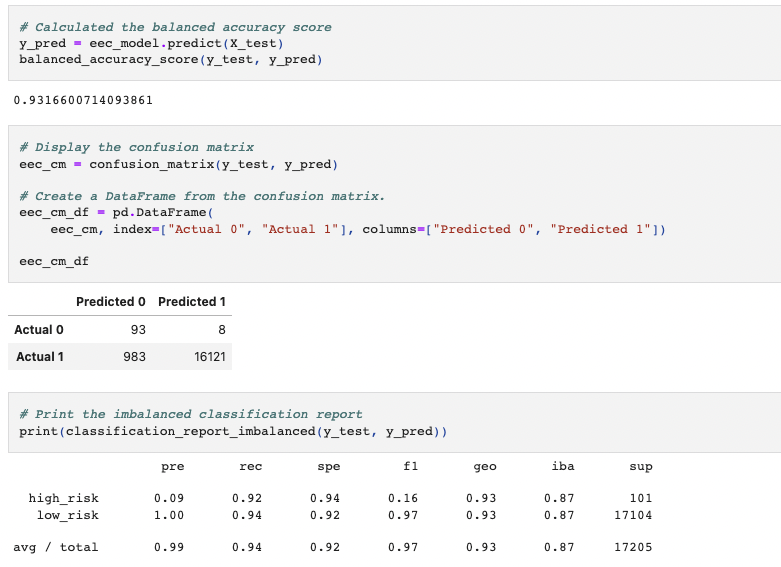 # Calculated the balanced accuracy score
y_pred = eec_model.predict(X_test)
balanced_accuracy_score(y_test, y_pred)
0.9316600714093861
# Display the confusion matrix
eec_cm = confusion_matrix(y_test, y_pred)
# Create a DataFrame from the confusion matrix.
eec_cm_df = pd.DataFrame(
    eec_cm, index=["Actual 0", "Actual 1"], columns=["Predicted 0", "Predicted 1"])
eec_cm_df
Predicted 0 Predicted 1
Actual 0 93 8
Actual 1 983 16121
# Print the imbalanced classification report
print(classification_report_imbalanced(y_test, y_pred))
pre rec spe f1 geo iba sup
high_risk 0.09 0.92 0.94 0.16 0.93 0.87 101
low_risk 1.00 0.94 0.92 0.97 0.93 0.87 17104
avg / total 0.99 0.94 0.92 0.97 0.93 0.87 17205